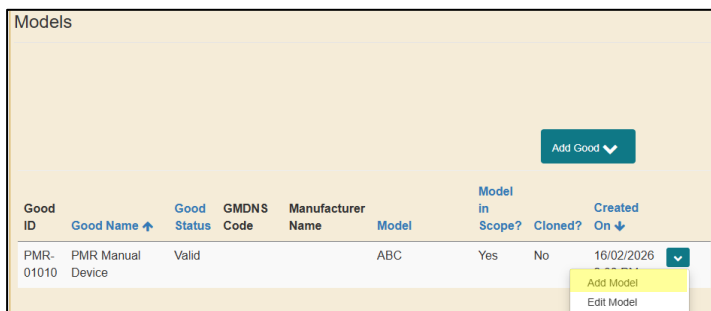 Models
Add Good
Good ID Good Name Good Status GMDNS Code Manufacturer Name Model Model in Scope? Cloned? Created On
PMR-01010 PMR Manual Device Valid ABC Yes No 16/02/2026
Add Model
Edit Model